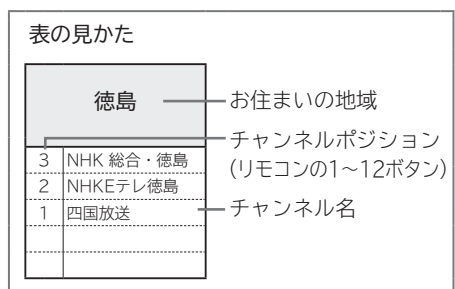 表の見かた
徳島
お住まいの地域
チャンネルポジション
(リモコンの1～12ボタン)
3 NHK 総合・徳島
2 NHKEテレ徳島
1 四国放送
チャンネル名